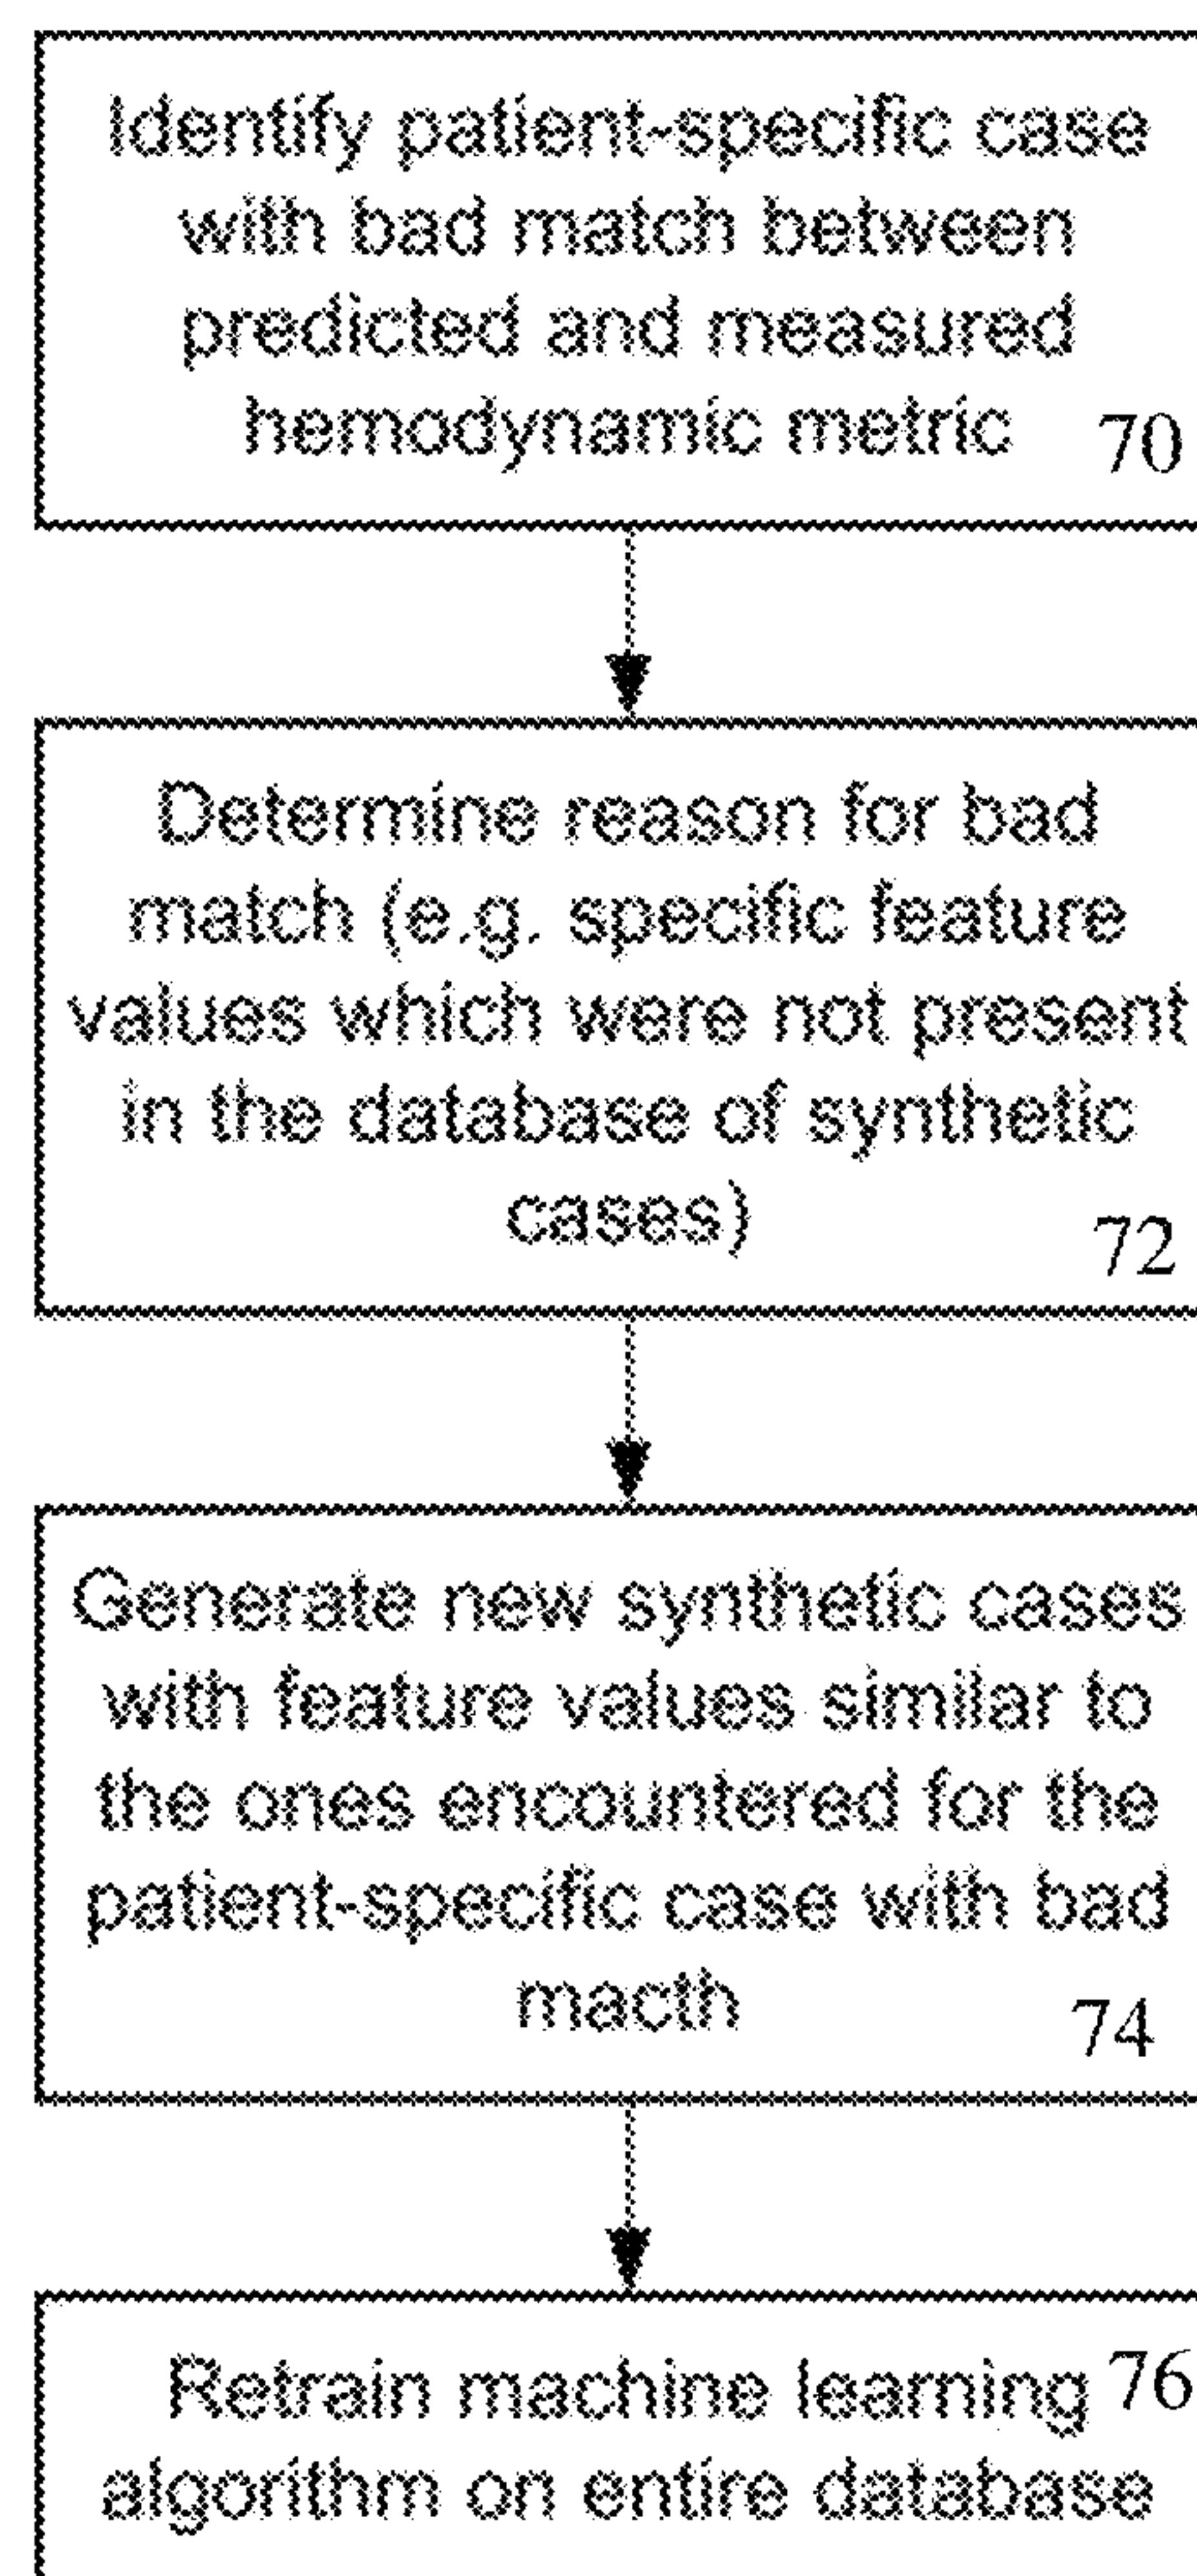 Identify patient-specific case
with bad match between
predicted and measured
hemodynamic metric 70
Determine reason for bad
match (e.g. specific feature
values which were not present
in the database of synthetic
cases) 72
Generate new synthetic cases
with feature values similar to
the ones encountered for the
patient-specific case with bad
macth 74
Retrain machine learning 76
algorithm on entire database